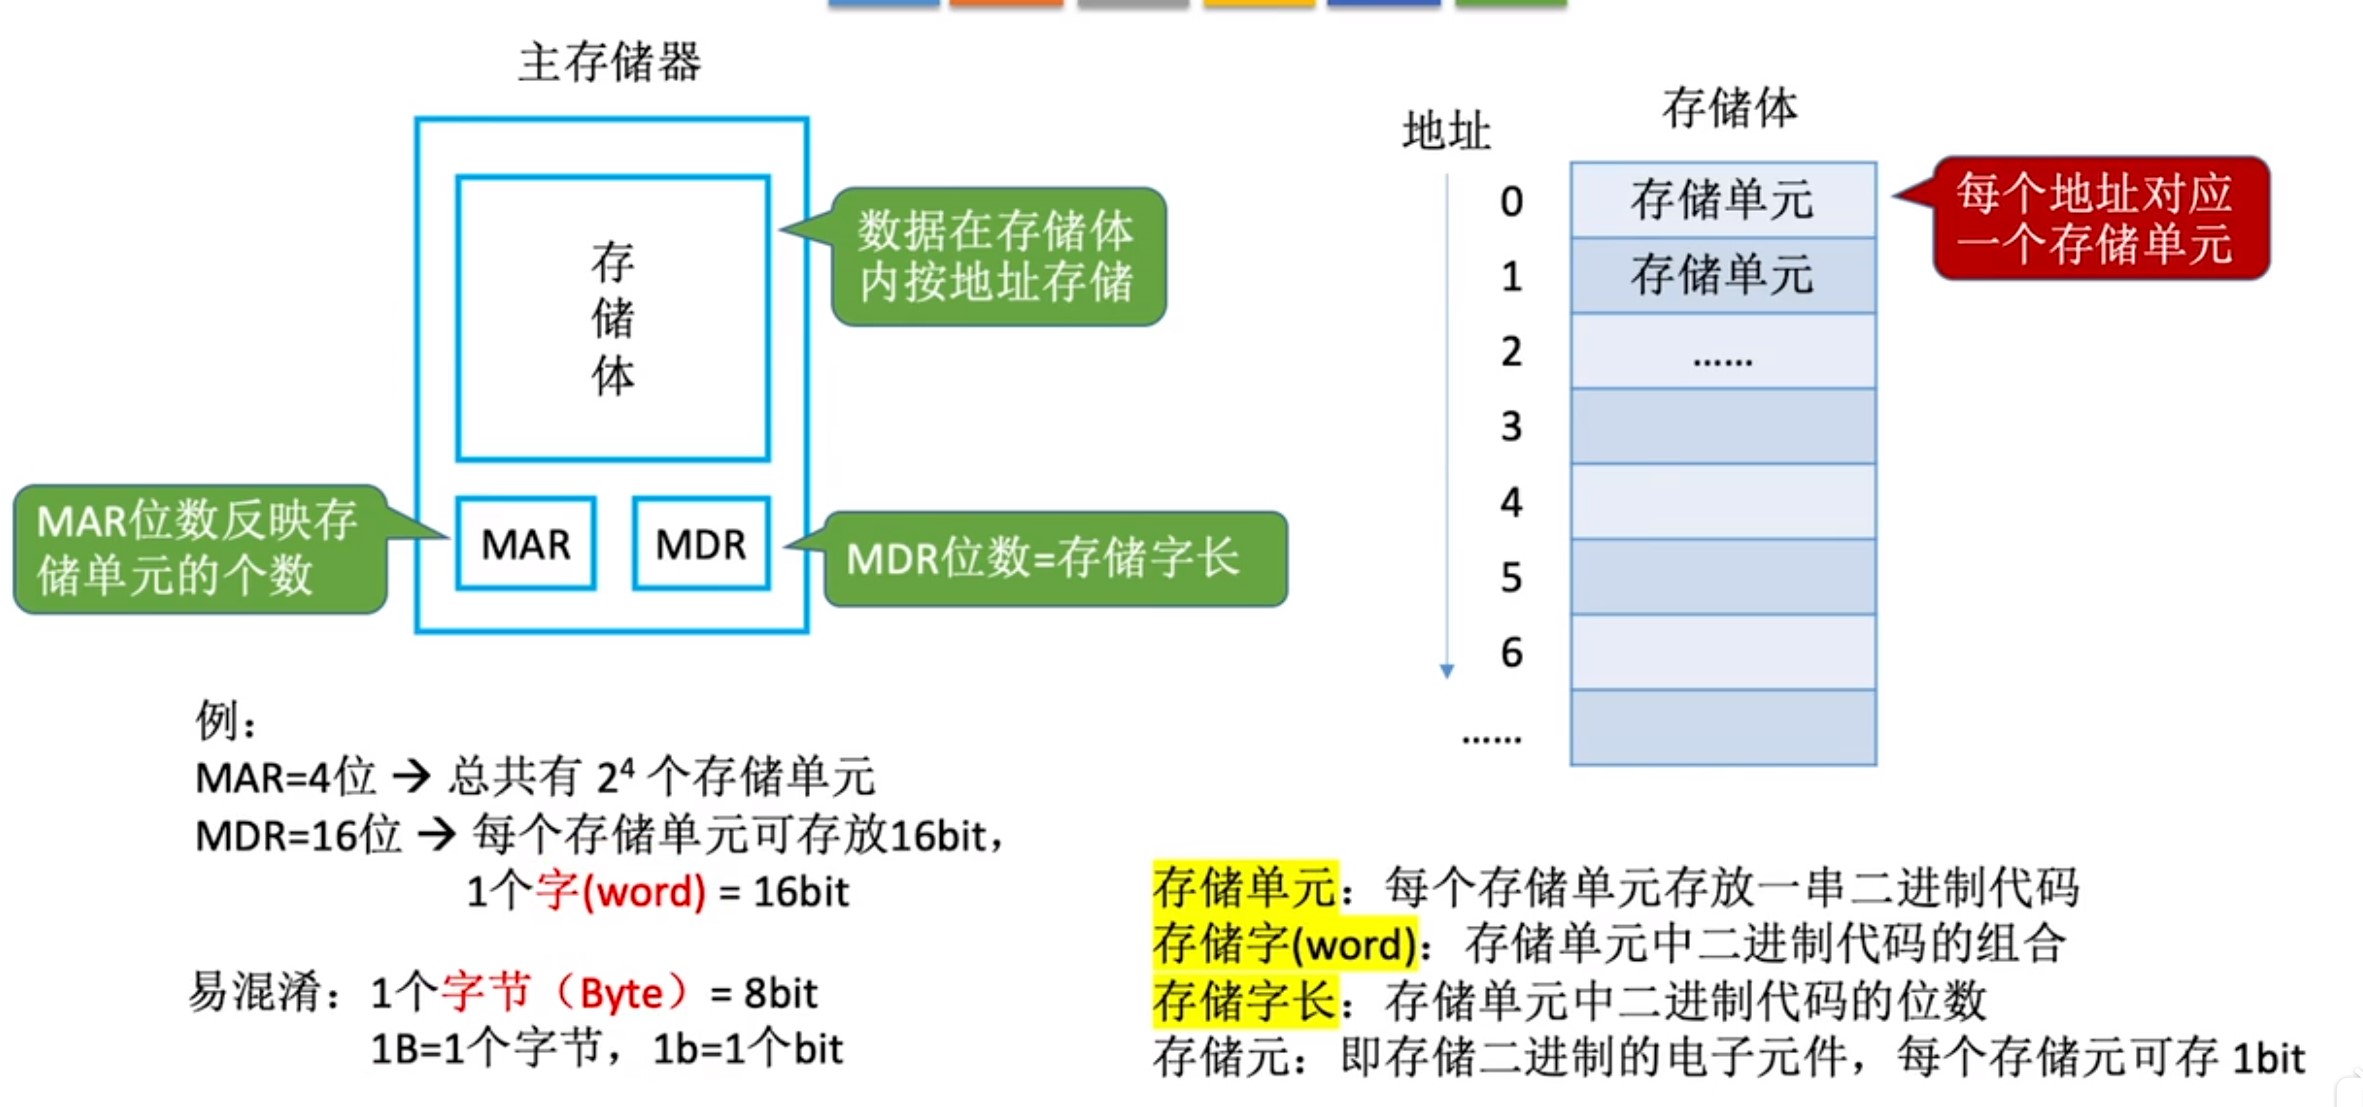 主存储器
存
储
体
数据在存储体
内按地址存储
MAR位数反映存
储单元的个数
MAR
MDR
MDR位数=存储字长
地址
存储体
0
存储单元
1
存储单元
2
……
3
4
5
6
……
每个地址对应
一个存储单元
例：
MAR=4位 → 总共有 2⁴ 个存储单元
MDR=16位 → 每个存储单元可存放16bit，
1个字(word) = 16bit
易混淆：1个字节（Byte）= 8bit
1B=1个字节，1b=1个bit
存储单元：每个存储单元存放一串二进制代码
存储字(word)：存储单元中二进制代码的组合
存储字长：存储单元中二进制代码的位数
存储元：即存储二进制的电子元件，每个存储元可存 1bit